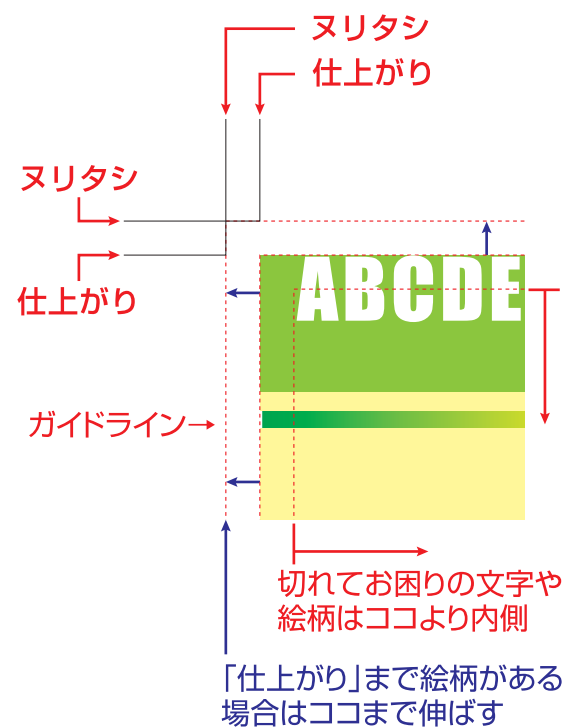 ヌリタシ
仕上がり
ヌリタシ
仕上がり
ABCDE
ガイドライン→
切れてお困りの文字や
絵柄はココより内側
「仕上がり」まで絵柄がある
場合はココまで伸ばす